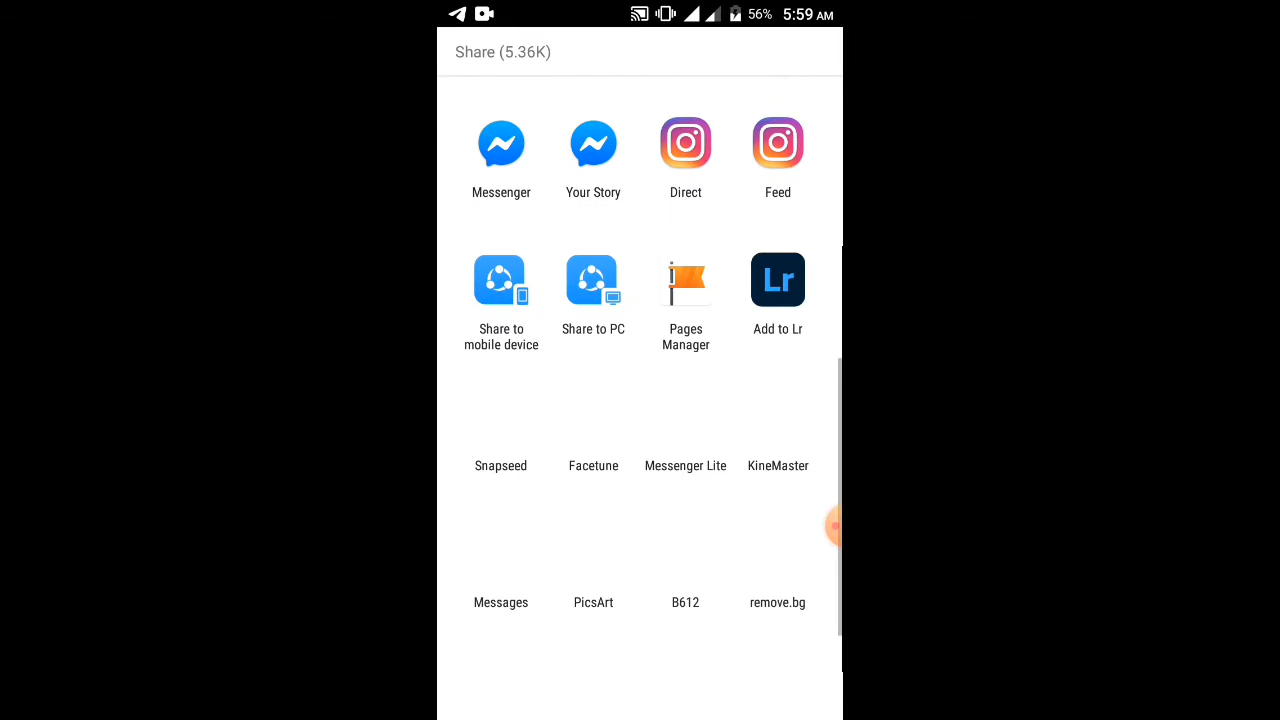 56% 5:59 AM
Share (5.36K)
Messenger Your Story Direct Feed
Lr
Share to mobile device Share to PC Pages Manager Add to Lr
Snapseed Facetune Messenger Lite KineMaster
Messages PicsArt B612 remove.bg